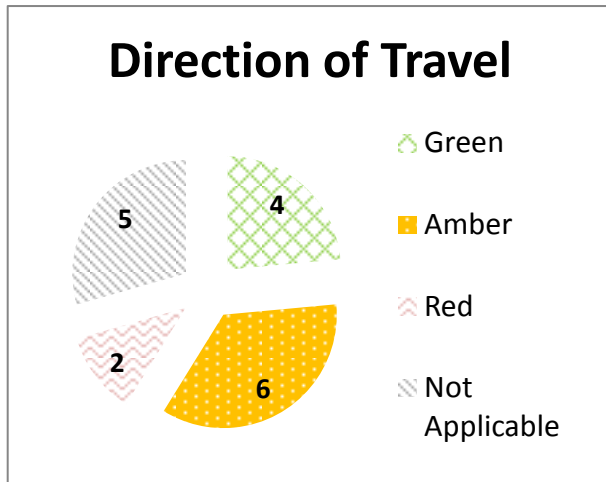 Direction of Travel
5
4
2
6
Green
Amber
Red
Not
Applicable